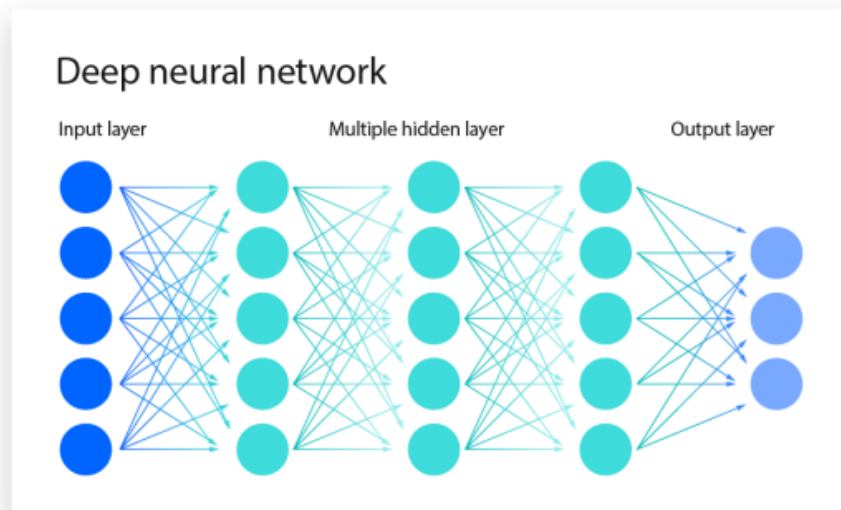 Deep neural network
Input layer
Multiple hidden layer
Output layer